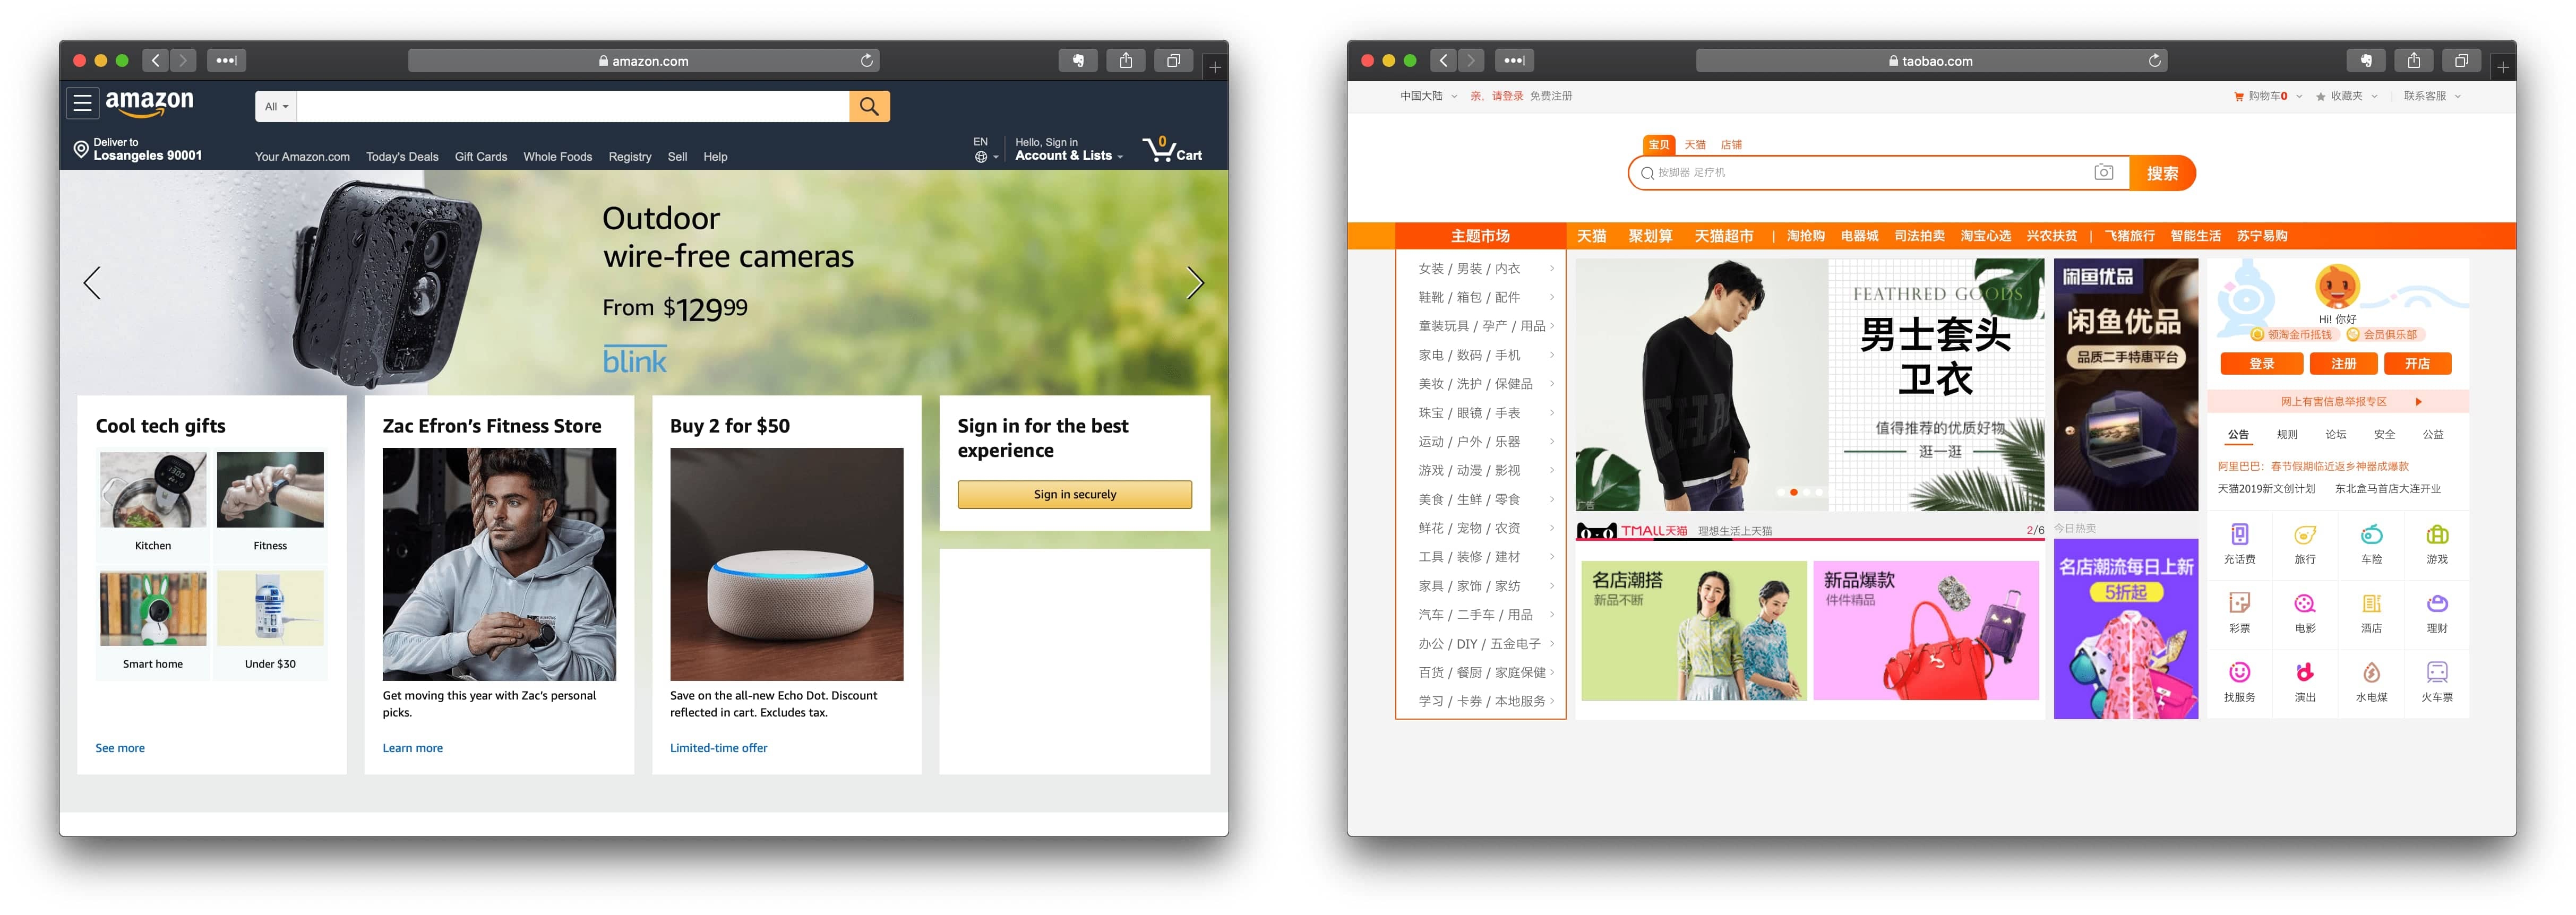 amazon.com
amazon
All
Deliver to
Losangeles 90001
Your Amazon.com Today's Deals Gift Cards Whole Foods Registry Sell Help
EN
Hello, Sign in
Account & Lists
0
Cart
Outdoor
wire-free cameras
From $129⁹⁹
blink
Cool tech gifts
Kitchen
Fitness
Smart home
Under $30
See more
Zac Efron's Fitness Store
Get moving this year with Zac's personal
picks.
Learn more
Buy 2 for $50
Save on the all-new Echo Dot. Discount
reflected in cart. Excludes tax.
Limited-time offer
Sign in for the best
experience
Sign in securely
taobao.com
中国大陆 亲，请登录 免费注册
购物车0 收藏夹 联系客服
宝贝 天猫 店铺
按脚器 足疗机
搜索
主题市场 天猫 聚划算 天猫超市 | 淘抢购 电器城 司法拍卖 淘宝心选 兴农扶贫 | 飞猪旅行 智能生活 苏宁易购
女装 / 男装 / 内衣
鞋靴 / 箱包 / 配件
童装玩具 / 孕产 / 用品
家电 / 数码 / 手机
美妆 / 洗护 / 保健品
珠宝 / 眼镜 / 手表
运动 / 户外 / 乐器
游戏 / 动漫 / 影视
美食 / 生鲜 / 零食
鲜花 / 宠物 / 农资
工具 / 装修 / 建材
家具 / 家饰 / 家纺
汽车 / 二手车 / 用品
办公 / DIY / 五金电子
百货 / 餐厨 / 家庭保健
学习 / 卡券 / 本地服务
FEATHRED GOODS
男士套头
卫衣
值得推荐的优质好物
逛一逛
广告
TMALL天猫 理想生活上天猫
2/6
名店潮搭
新品不断
新品爆款
件件精品
闲鱼优品
闲鱼优品
品质二手特惠平台
今日热卖
名店潮流每日上新
5折起
Hi! 你好
领淘金币抵钱 会员俱乐部
登录 注册 开店
网上有害信息举报专区
公告 规则 论坛 安全 公益
阿里巴巴：春节假期临近返乡神器成爆款
天猫2019新文创计划 东北盒马首店大连开业
充话费 旅行 车险 游戏
彩票 电影 酒店 理财
找服务 演出 水电煤 火车票